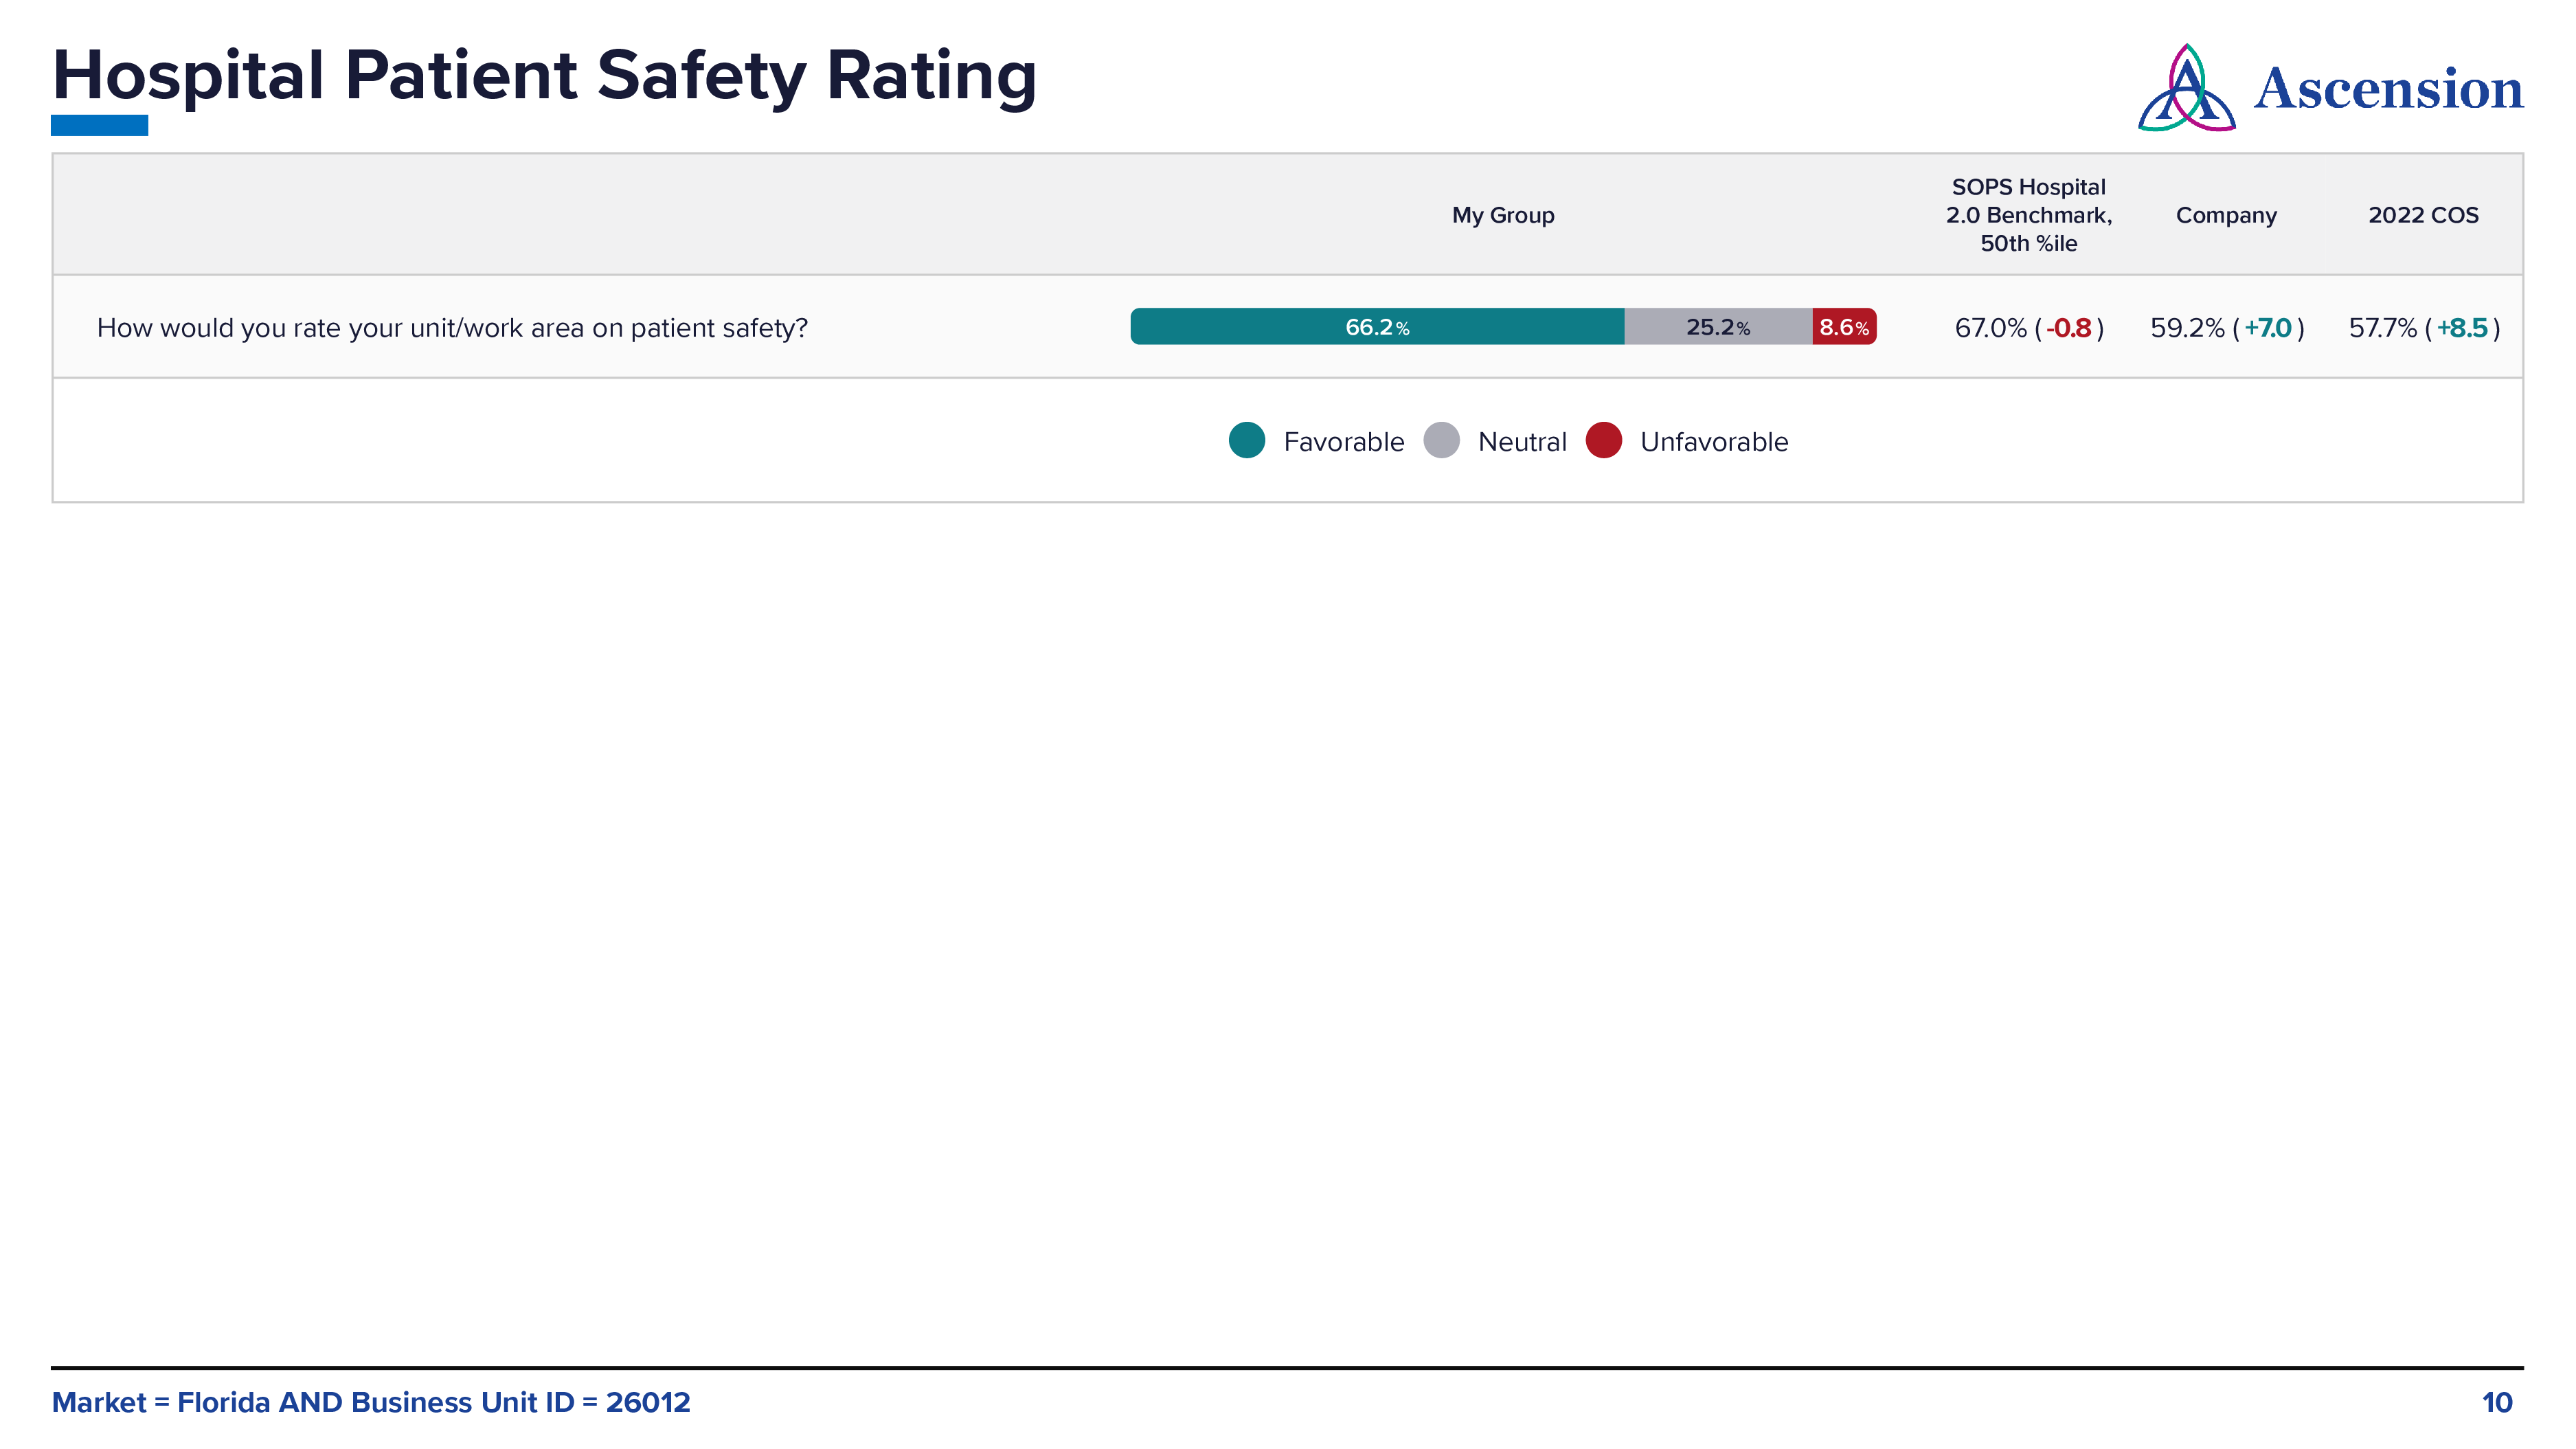 Hospital Patient Safety Rating
Ascension
My Group
SOPS Hospital
2.0 Benchmark,
50th %ile
Company
2022 COS
How would you rate your unit/work area on patient safety?
66.2%
25.2%
8.6%
67.0% ( -0.8 )
59.2% ( +7.0 )
57.7% ( +8.5 )
Favorable
Neutral
Unfavorable
Market = Florida AND Business Unit ID = 26012
10